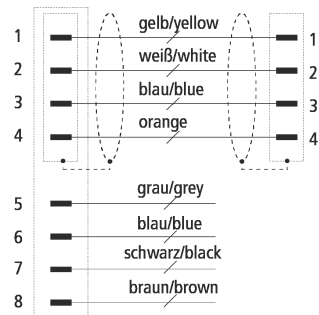 gelb/yellow
1 1
weiß/white
2 2
blau/blue
3 3
orange
4 4
grau/grey
5
blau/blue
6
schwarz/black
7
braun/brown
8